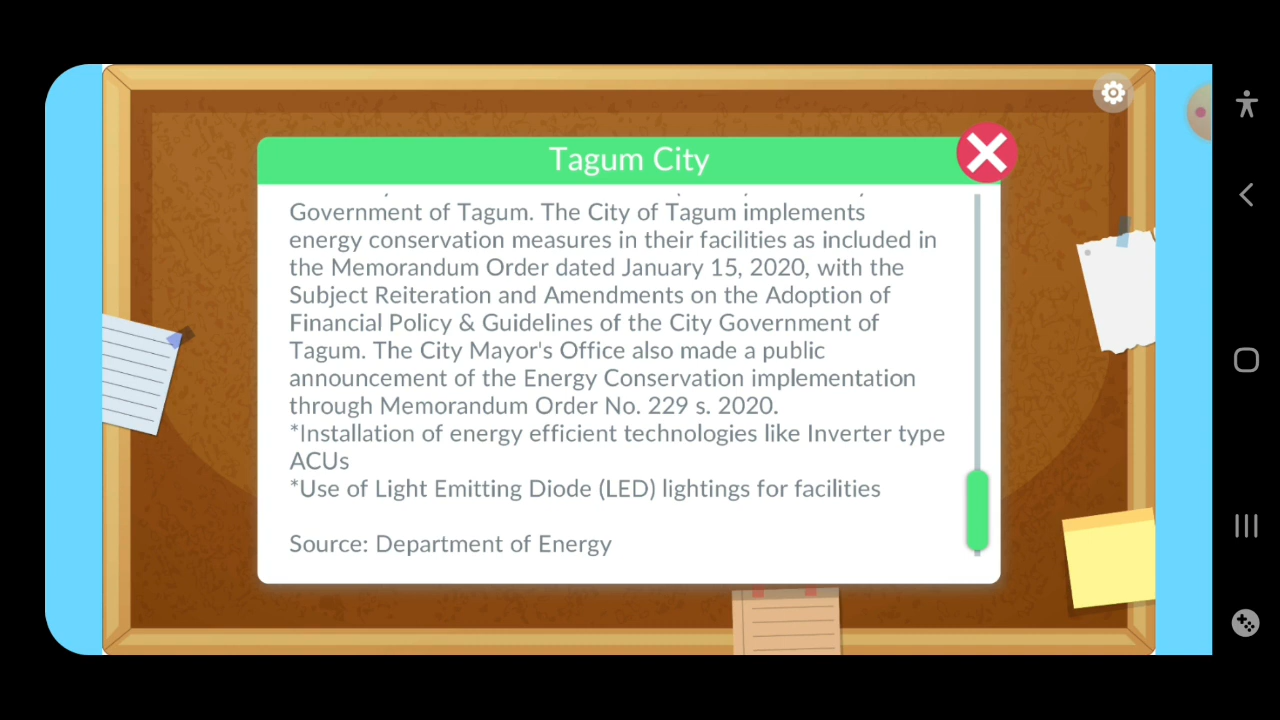 Tagum City
Government of Tagum. The City of Tagum implements
energy conservation measures in their facilities as included in
the Memorandum Order dated January 15, 2020, with the
Subject Reiteration and Amendments on the Adoption of
Financial Policy & Guidelines of the City Government of
Tagum. The City Mayor's Office also made a public
announcement of the Energy Conservation implementation
through Memorandum Order No. 229 s. 2020.
*Installation of energy efficient technologies like Inverter type
ACUs
*Use of Light Emitting Diode (LED) lightings for facilities
Source: Department of Energy